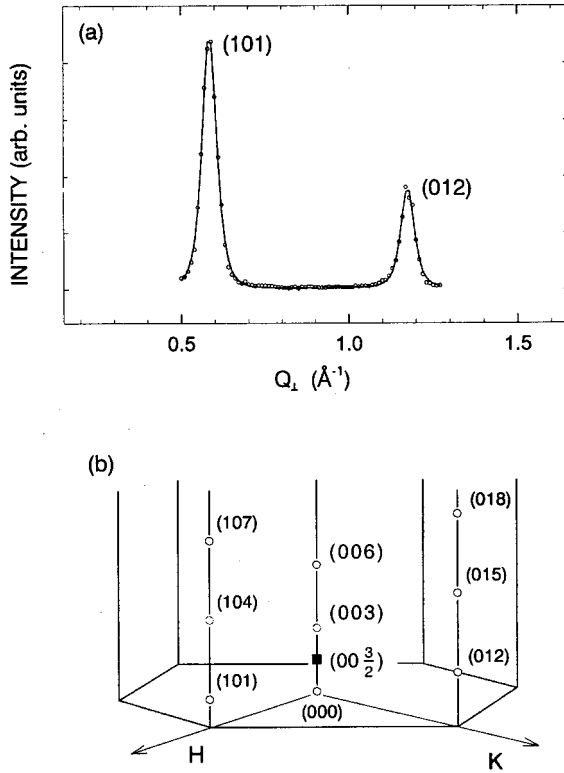 (a)
(101)
(012)
INTENSITY (arb. units)
0.5
1.0
1.5
Q⊥ (Å⁻¹)
(b)
(018)
(107)
(006)
(015)
(104)
(003)
(00 3/2)
(012)
(101)
(000)
H
K